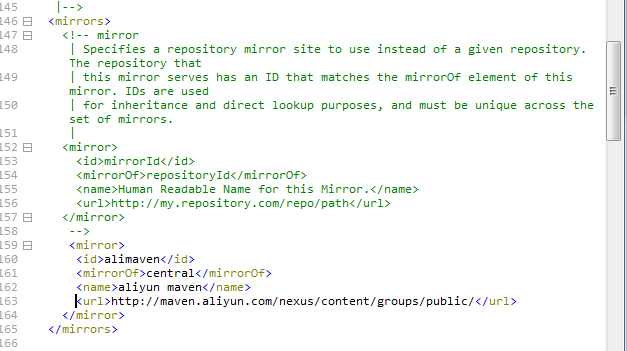 145 |-->
146 <mirrors>
147 <!-- mirror
148 | Specifies a repository mirror site to use instead of a given repository.
The repository that
149 | this mirror serves has an ID that matches the mirrorOf element of this
mirror. IDs are used
150 | for inheritance and direct lookup purposes, and must be unique across the
set of mirrors.
151 |
152 <mirror>
153 <id>mirrorId</id>
154 <mirrorOf>repositoryId</mirrorOf>
155 <name>Human Readable Name for this Mirror.</name>
156 <url>http://my.repository.com/repo/path</url>
157 </mirror>
158 -->
159 <mirror>
160 <id>alimaven</id>
161 <mirrorOf>central</mirrorOf>
162 <name>aliyun maven</name>
163 <url>http://maven.aliyun.com/nexus/content/groups/public/</url>
164 </mirror>
165 </mirrors>
166